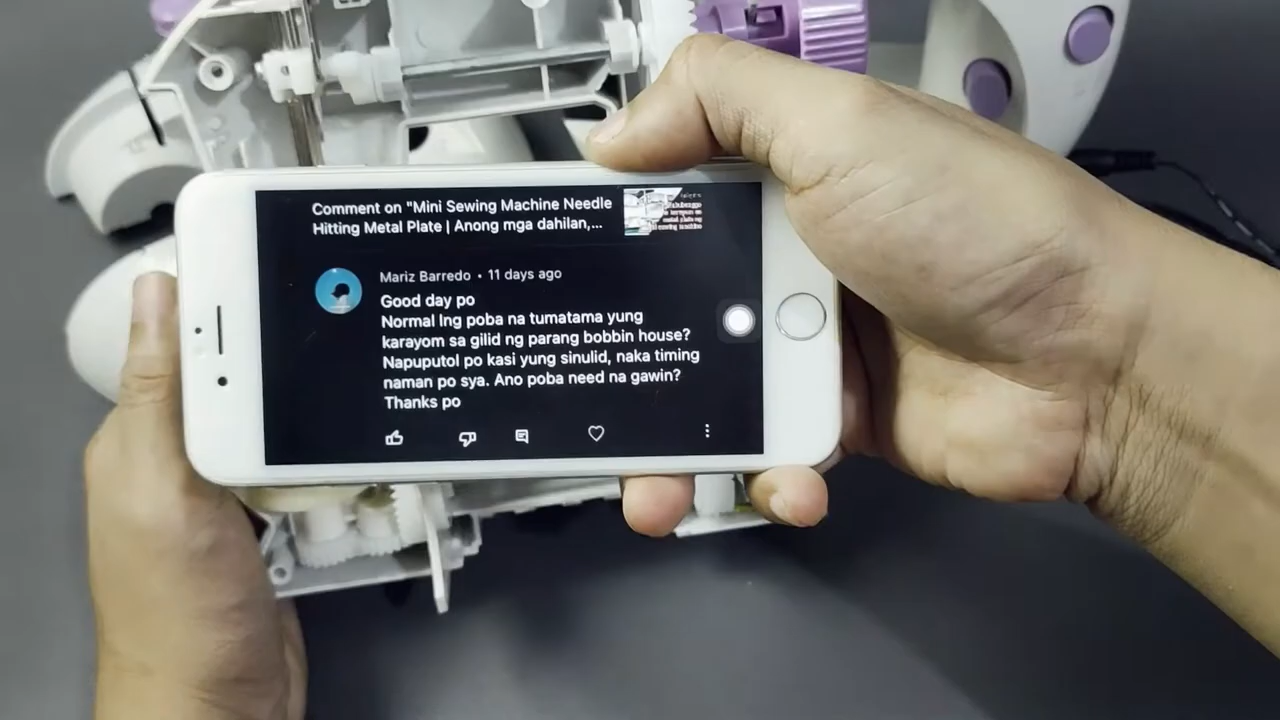 Comment on "Mini Sewing Machine Needle
Hitting Metal Plate | Anong mga dahilan,...
Mariz Barredo • 11 days ago
Good day po
Normal lng poba na tumatama yung
karayom sa gilid ng parang bobbin house?
Napuputol po kasi yung sinulid, naka timing
naman po sya. Ano poba need na gawin?
Thanks po